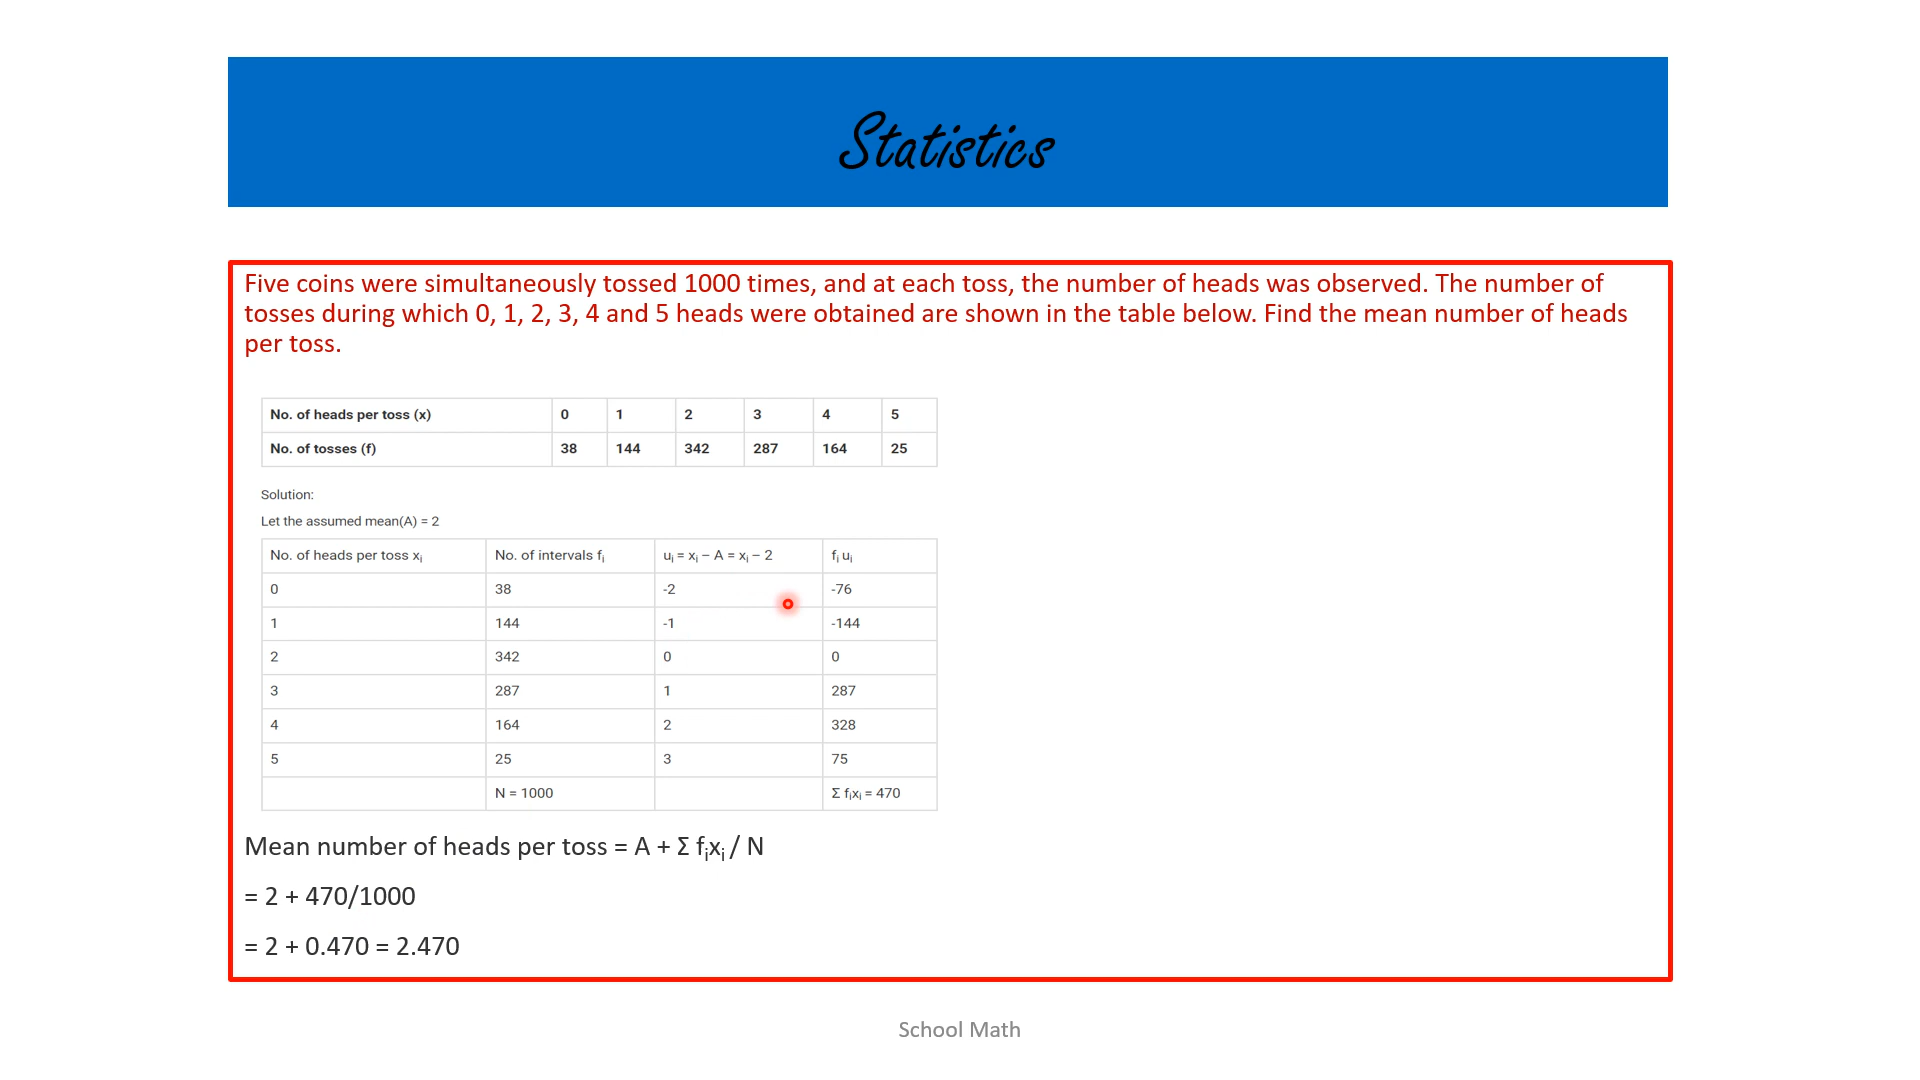 Statistics
Five coins were simultaneously tossed 1000 times, and at each toss, the number of heads was observed. The number of
tosses during which 0, 1, 2, 3, 4 and 5 heads were obtained are shown in the table below. Find the mean number of heads
per toss.
No. of heads per toss (x) 0 1 2 3 4 5
No. of tosses (f) 38 144 342 287 164 25
Solution:
Let the assumed mean(A) = 2
No. of heads per toss xᵢ No. of intervals fᵢ uᵢ = xᵢ – A = xᵢ – 2 fᵢ uᵢ
0 38 -2 -76
1 144 -1 -144
2 342 0 0
3 287 1 287
4 164 2 328
5 25 3 75
N = 1000 Σ fᵢxᵢ = 470
Mean number of heads per toss = A + Σ fᵢxᵢ / N
= 2 + 470/1000
= 2 + 0.470 = 2.470
School Math